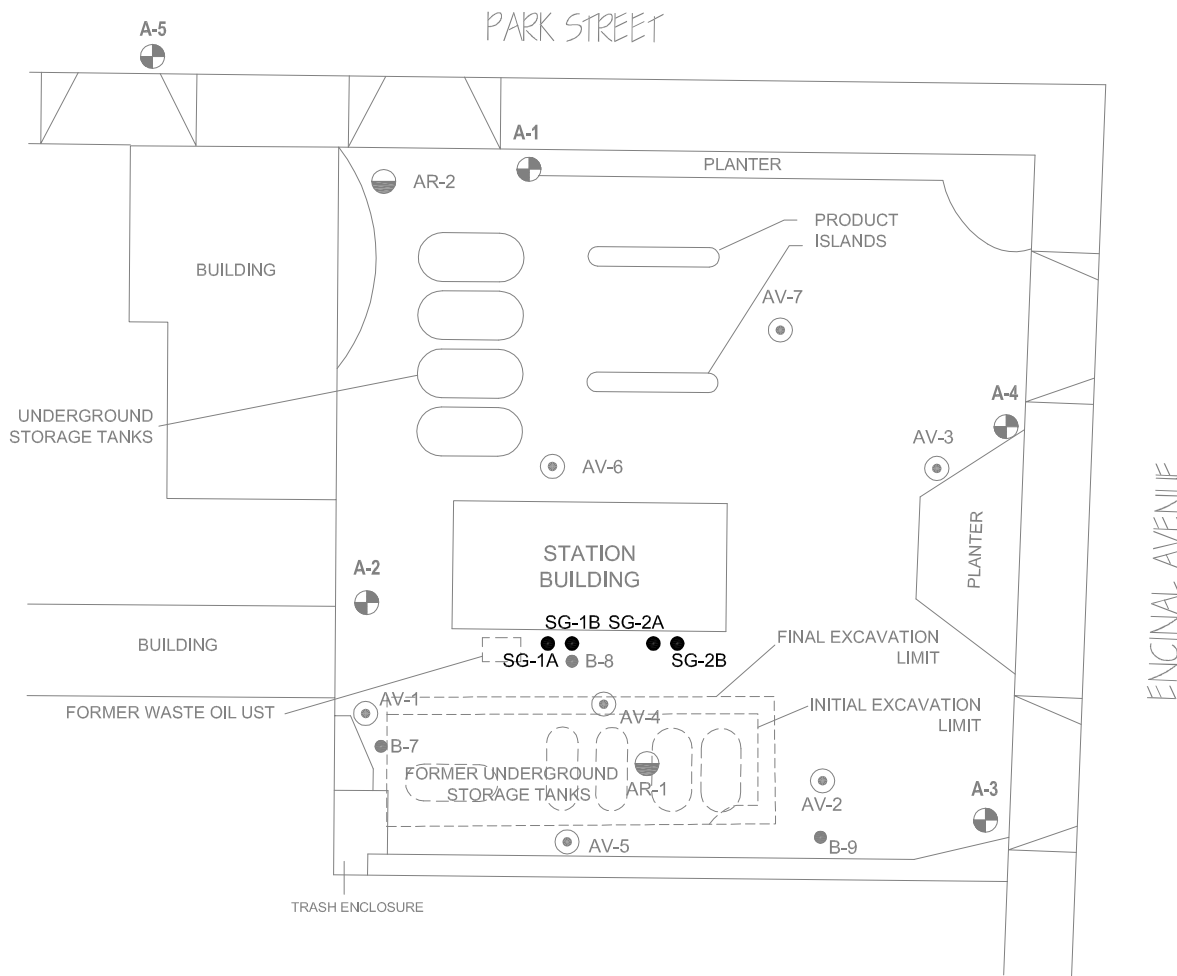 PARK STREET
A-5
A-1
PLANTER
AR-2
PRODUCT
ISLANDS
BUILDING
AV-7
UNDERGROUND
STORAGE TANKS
A-4
AV-3
AV-6
ENCINAL AVENUE
STATION
BUILDING
PLANTER
A-2
SG-1B
SG-2A
BUILDING
FINAL EXCAVATION
LIMIT
SG-1A
B-8
SG-2B
AV-1
FORMER WASTE OIL UST
AV-4
INITIAL EXCAVATION
LIMIT
B-7
FORMER UNDERGROUND
STORAGE TANKS
AR-1
AV-2
A-3
AV-5
B-9
TRASH ENCLOSURE